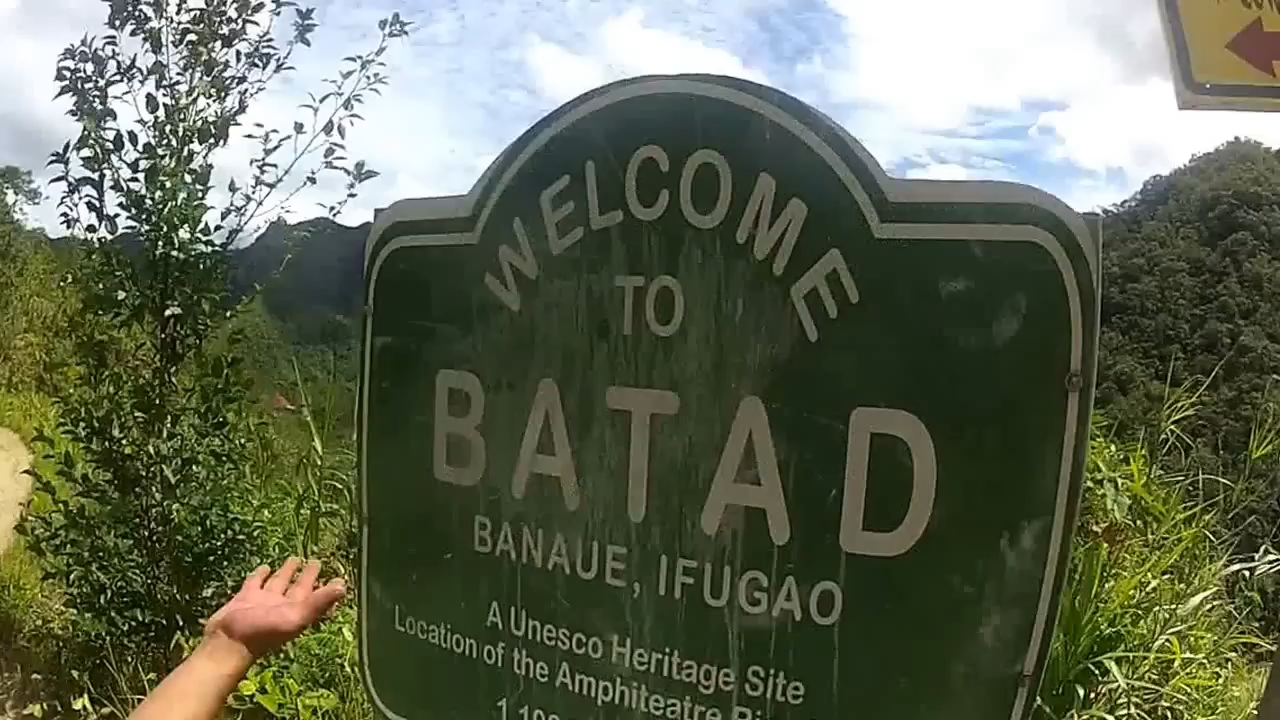 WELCOME
TO
BATAD
BANAUE, IFUGAO
A Unesco Heritage Site
Location of the Amphiteatre